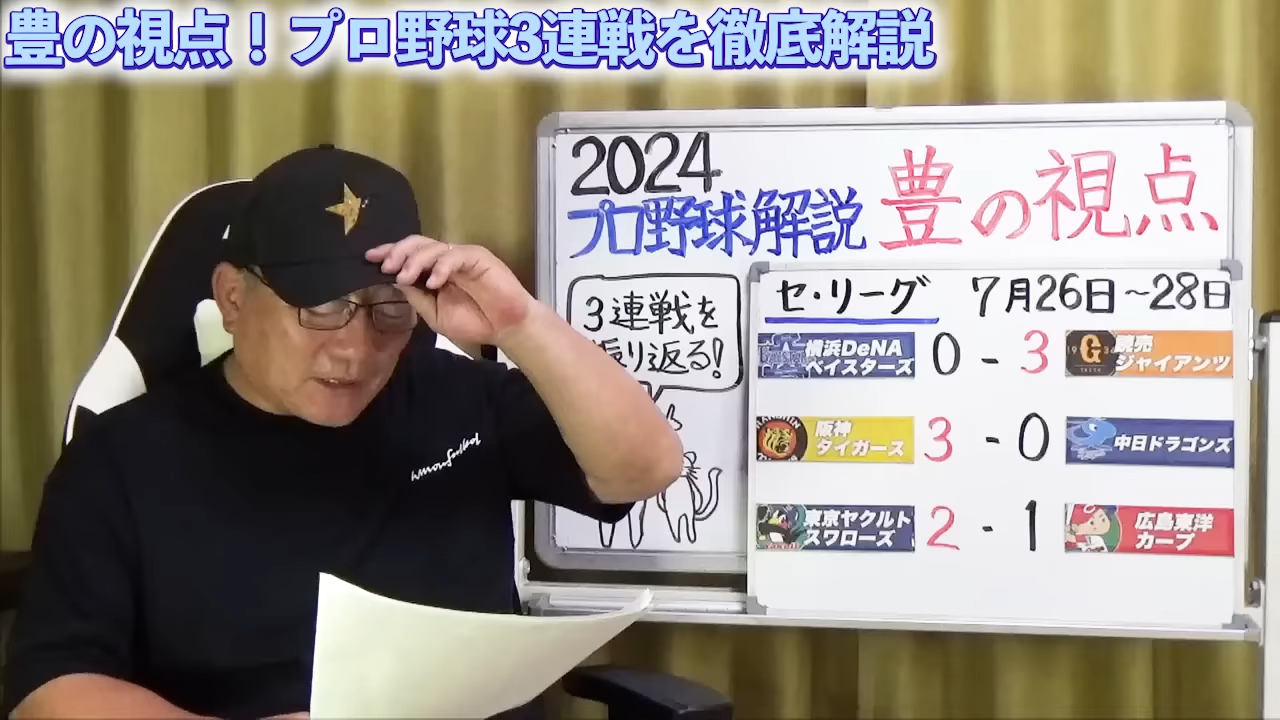 豊の視点！プロ野球3連戦を徹底解説
2024
プロ野球解説 豊の視点
3連戦を
振り返る!
セ・リーグ 7月26日~28日
横浜DeNA
ベイスターズ
0 - 3
G
読売
ジャイアンツ
阪神
タイガース
3 - 0
中日ドラゴンズ
東京ヤクルト
スワローズ
2 - 1
広島東洋
カープ